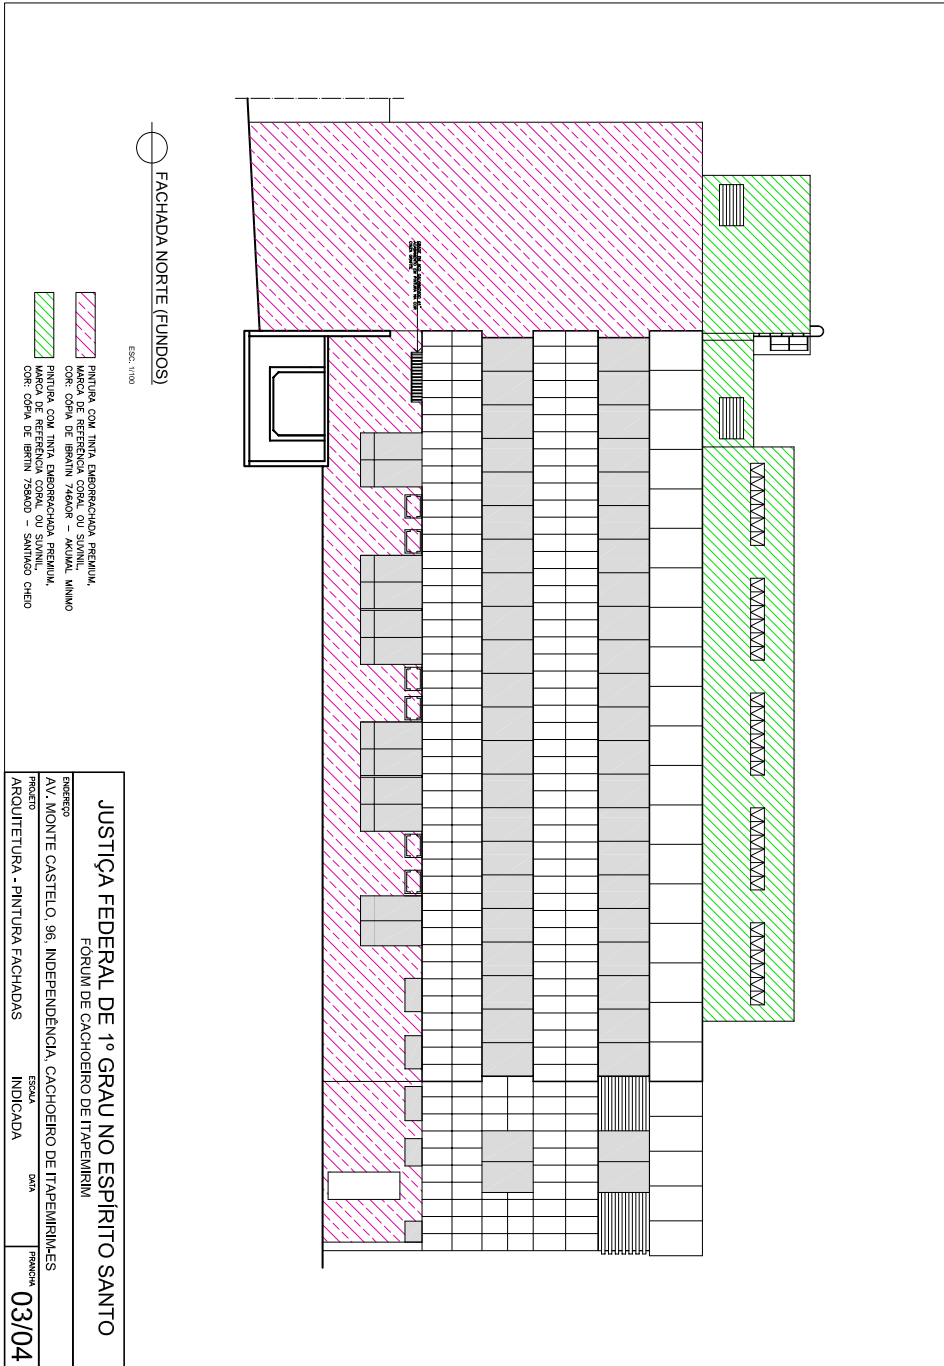 FACHADA NORTE (FUNDOS)
ESC. 1/100
PINTURA COM TINTA EMBORRACHADA PREMIUM,
MARCA DE REFERÊNCIA CORAL OU SUVINIL,
COR: CÓPIA DE IBRATIN 746AOR - AKUMAL MÍNIMO
PINTURA COM TINTA EMBORRACHADA PREMIUM,
MARCA DE REFERÊNCIA CORAL OU SUVINIL,
COR: CÓPIA DE IBRTIN 758AOD - SANTIAGO CHEIO
JUSTIÇA FEDERAL DE 1º GRAU NO ESPÍRITO SANTO
FÓRUM DE CACHOEIRO DE ITAPEMIRIM
ENDEREÇO
AV. MONTE CASTELO, 96, INDEPENDÊNCIA, CACHOEIRO DE ITAPEMIRIM-ES
PROJETO
ARQUITETURA - PINTURA FACHADAS
ESCALA
INDICADA
DATA
PRANCHA
03/04